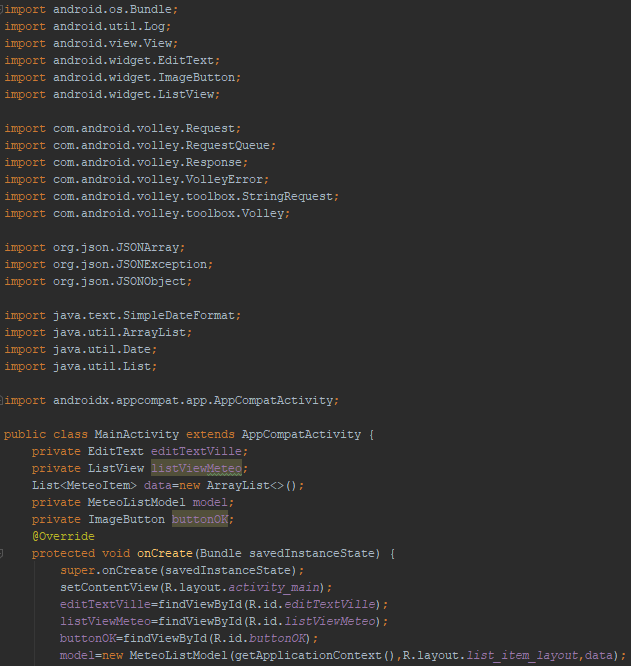 import android.os.Bundle;
import android.util.Log;
import android.view.View;
import android.widget.EditText;
import android.widget.ImageButton;
import android.widget.ListView;
import com.android.volley.Request;
import com.android.volley.RequestQueue;
import com.android.volley.Response;
import com.android.volley.VolleyError;
import com.android.volley.toolbox.StringRequest;
import com.android.volley.toolbox.Volley;
import org.json.JSONArray;
import org.json.JSONException;
import org.json.JSONObject;
import java.text.SimpleDateFormat;
import java.util.ArrayList;
import java.util.Date;
import java.util.List;
import androidx.appcompat.app.AppCompatActivity;
public class MainActivity extends AppCompatActivity {
private EditText editTextVille;
private ListView listViewMeteo;
List<MeteoItem> data=new ArrayList<>();
private MeteoListModel model;
private ImageButton buttonOK;
@Override
protected void onCreate(Bundle savedInstanceState) {
super.onCreate(savedInstanceState);
setContentView(R.layout.activity_main);
editTextVille=findViewById(R.id.editTextVille);
listViewMeteo=findViewById(R.id.listViewMeteo);
buttonOK=findViewById(R.id.buttonOK);
model=new MeteoListModel(getApplicationContext(),R.layout.list_item_layout,data);